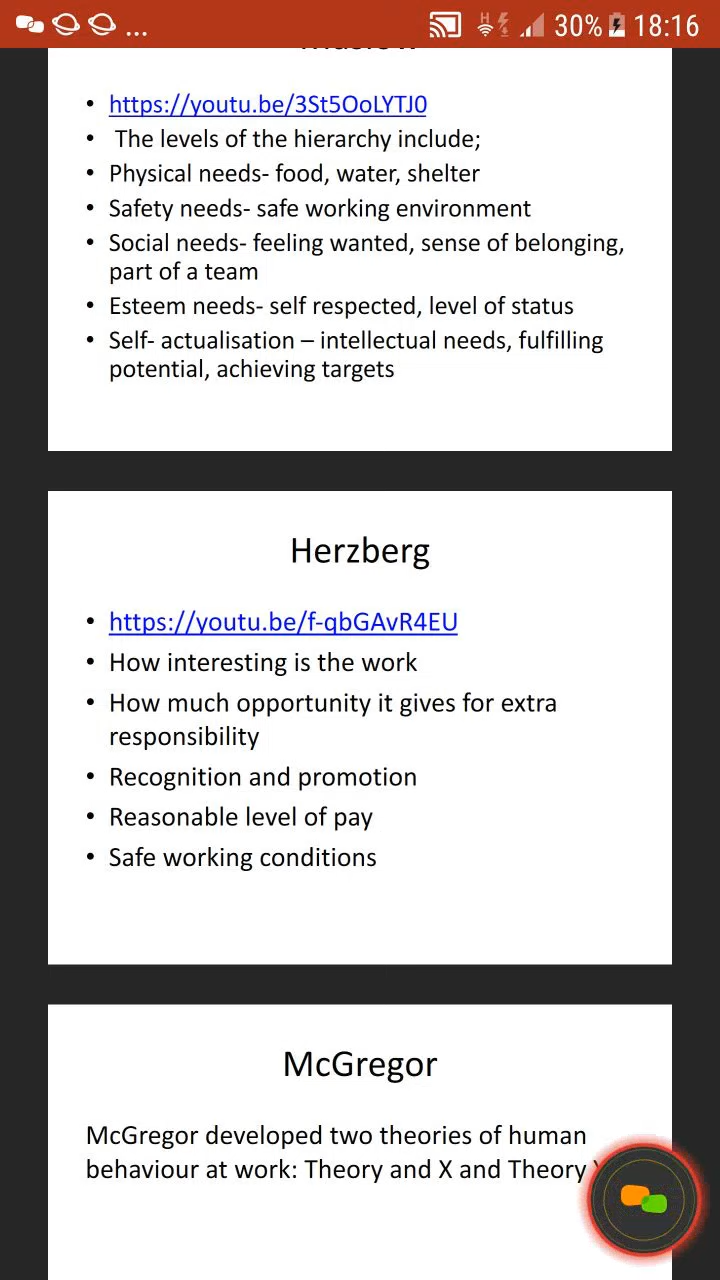 ... 30% 18:16
• https://youtu.be/3St5OoLYTJ0
• The levels of the hierarchy include;
• Physical needs- food, water, shelter
• Safety needs- safe working environment
• Social needs- feeling wanted, sense of belonging,
part of a team
• Esteem needs- self respected, level of status
• Self- actualisation – intellectual needs, fulfilling
potential, achieving targets
Herzberg
• https://youtu.be/f-qbGAvR4EU
• How interesting is the work
• How much opportunity it gives for extra
responsibility
• Recognition and promotion
• Reasonable level of pay
• Safe working conditions
McGregor
McGregor developed two theories of human
behaviour at work: Theory and X and Theory